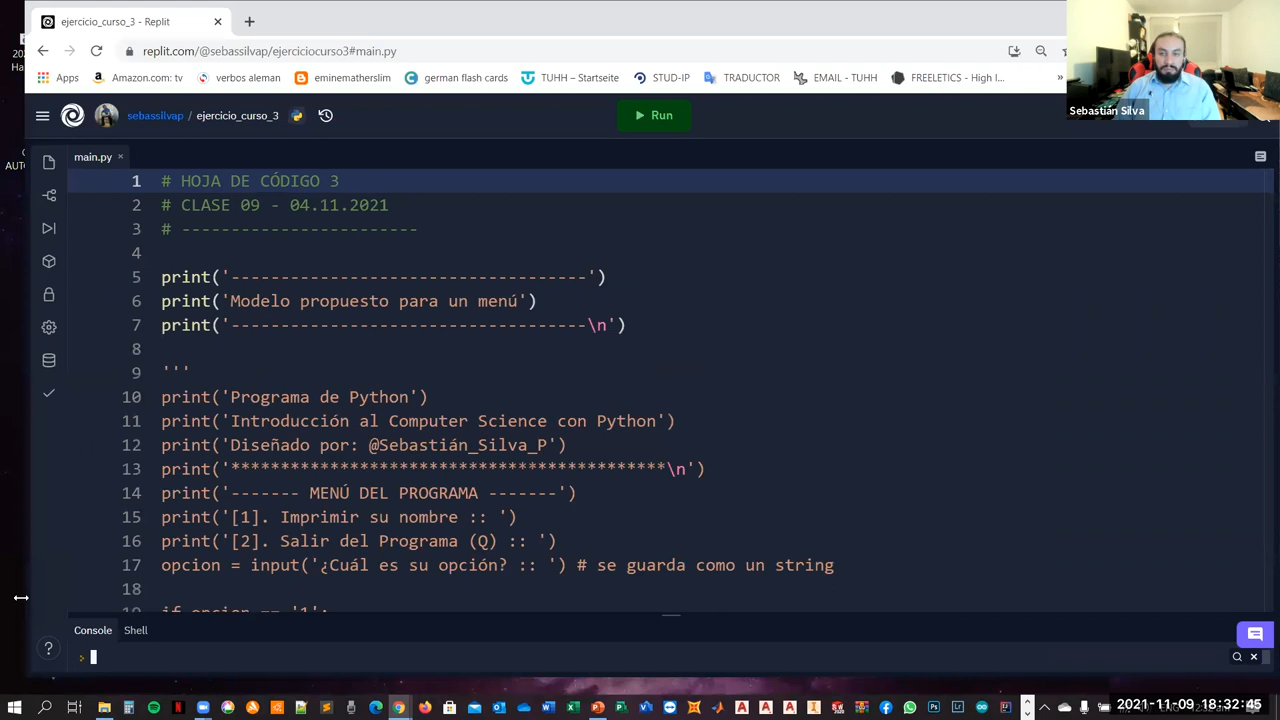 ejercicio_curso_3 - Replit
replit.com/@sebassilvap/ejerciciocurso3#main.py
Apps Amazon.com: tv verbos aleman eminematherslim german flash cards TUHH – Startseite STUD-IP TRADUCTOR EMAIL - TUHH FREELETICS - High I...
Sebastián Silva
sebassilvap / ejercicio_curso_3
Run
main.py
1 # HOJA DE CÓDIGO 3
2 # CLASE 09 - 04.11.2021
3 # ------------------------
4
5 print('------------------------------------')
6 print('Modelo propuesto para un menú')
7 print('------------------------------------\n')
8
9 '''
10 print('Programa de Python')
11 print('Introducción al Computer Science con Python')
12 print('Diseñado por: @Sebastián_Silva_P')
13 print('********************************************\n')
14 print('------- MENÚ DEL PROGRAMA -------')
15 print('[1]. Imprimir su nombre :: ')
16 print('[2]. Salir del Programa (Q) :: ')
17 opcion = input('¿Cuál es su opción? :: ') # se guarda como un string
18
19 if opcion == '1':
Console Shell
2021-11-09 18:32:45